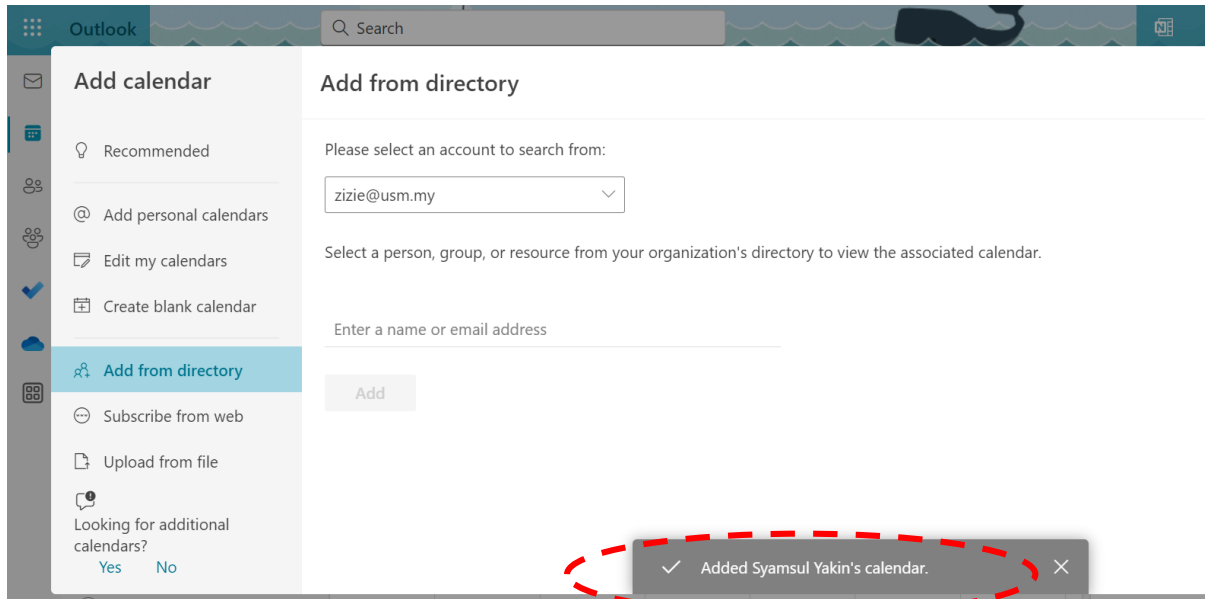 Outlook
Search
Add calendar
Recommended
Add personal calendars
Edit my calendars
Create blank calendar
Add from directory
Subscribe from web
Upload from file
Looking for additional
calendars?
Yes No
Add from directory
Please select an account to search from:
zizie@usm.my
Select a person, group, or resource from your organization's directory to view the associated calendar.
Enter a name or email address
Add
Added Syamsul Yakin's calendar.